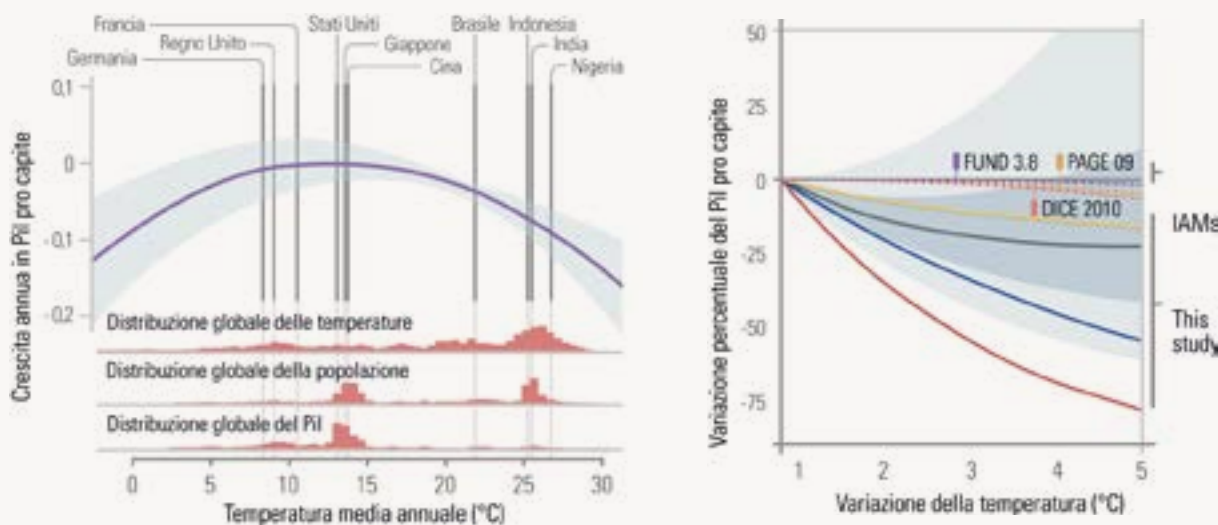 Francia
Stati Uniti
Brasile
Indonesia
Regno Unito
Giappone
India
Germania
Cina
Nigeria
Crescita annua in Pil pro capite
0,1
0
-0.1
-0.2
Distribuzione globale delle temperature
Distribuzione globale della popolazione
Distribuzione globale del Pil
0 5 10 15 20 25 30
Temperatura media annuale (°C)
Variazione percentuale del Pil pro capite
50
25
0
-25
-50
-75
FUND 3.8
PAGE 09
DICE 2010
IAMs
This
study
1 2 3 4 5
Variazione della temperatura (°C)